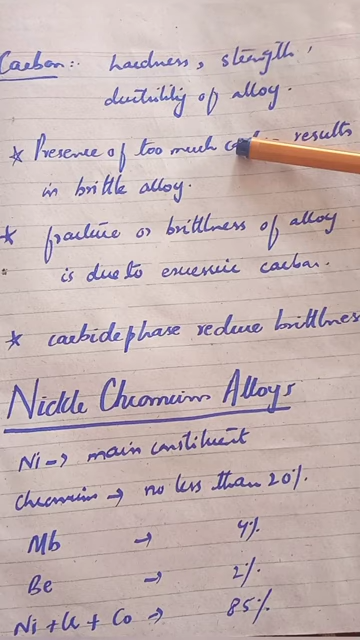 Carbon:. hardness, strength,
ductility of alloy.
* Presence of too much results
in brittle alloy.
* fracture or brittlness of alloy
is due to excessive carbon.
* carbide phase reduce brittlness
Nickle Chromium Alloys
Ni → main constituent
Chromium → no less than 20%.
Mb → 4%
Be → 2%.
Ni + Cr + Co → 85%